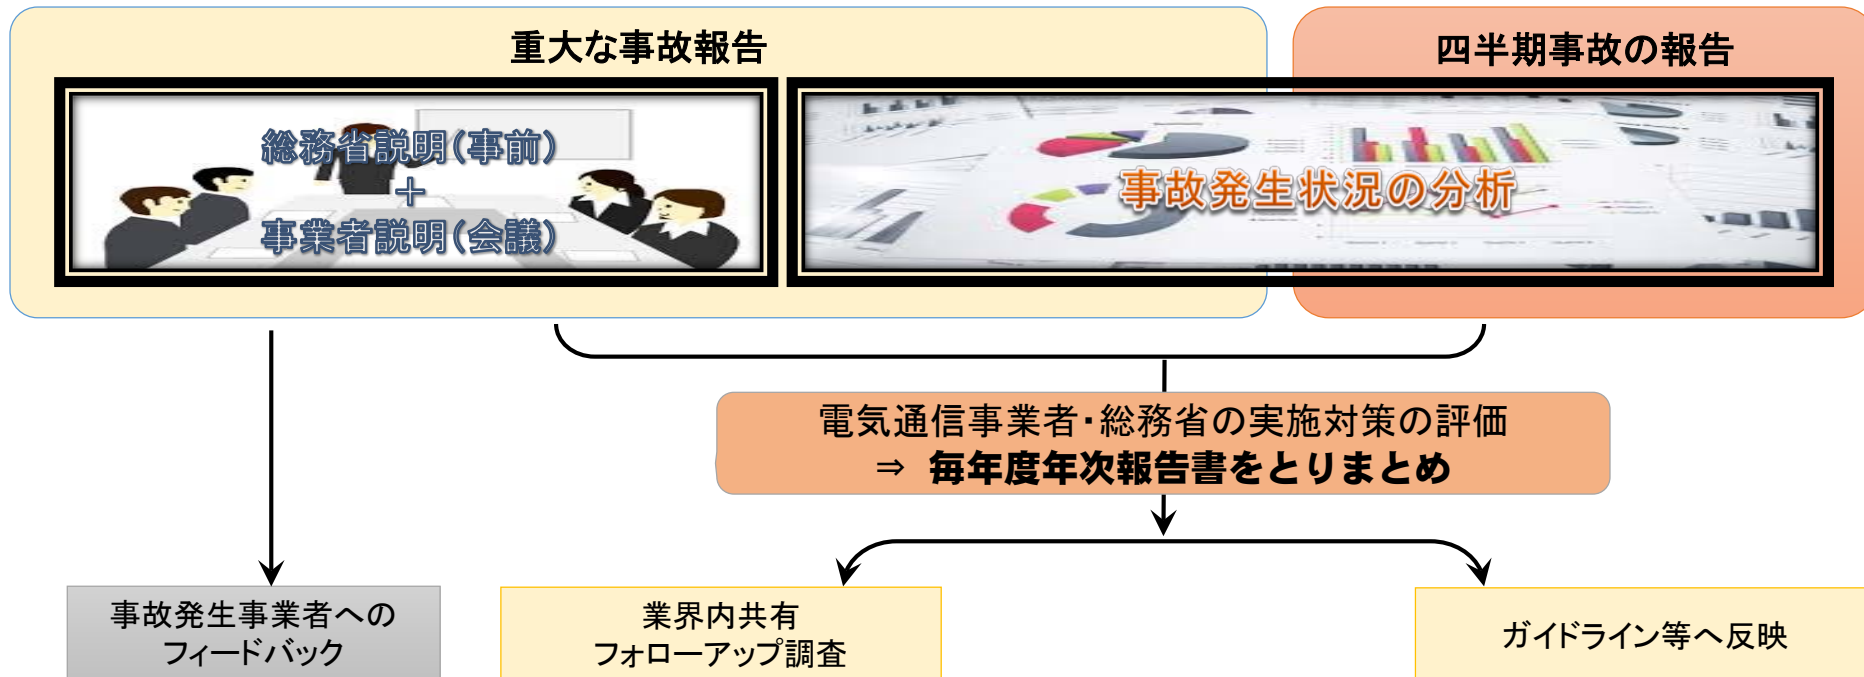 重大な事故報告
四半期事故の報告
総務省説明(事前)
+
事業者説明(会議)
事故発生状況の分析
電気通信事業者・総務省の実施対策の評価
⇒ 毎年度年次報告書をとりまとめ
事故発生事業者への
フィードバック
業界内共有
フォローアップ調査
ガイドライン等へ反映